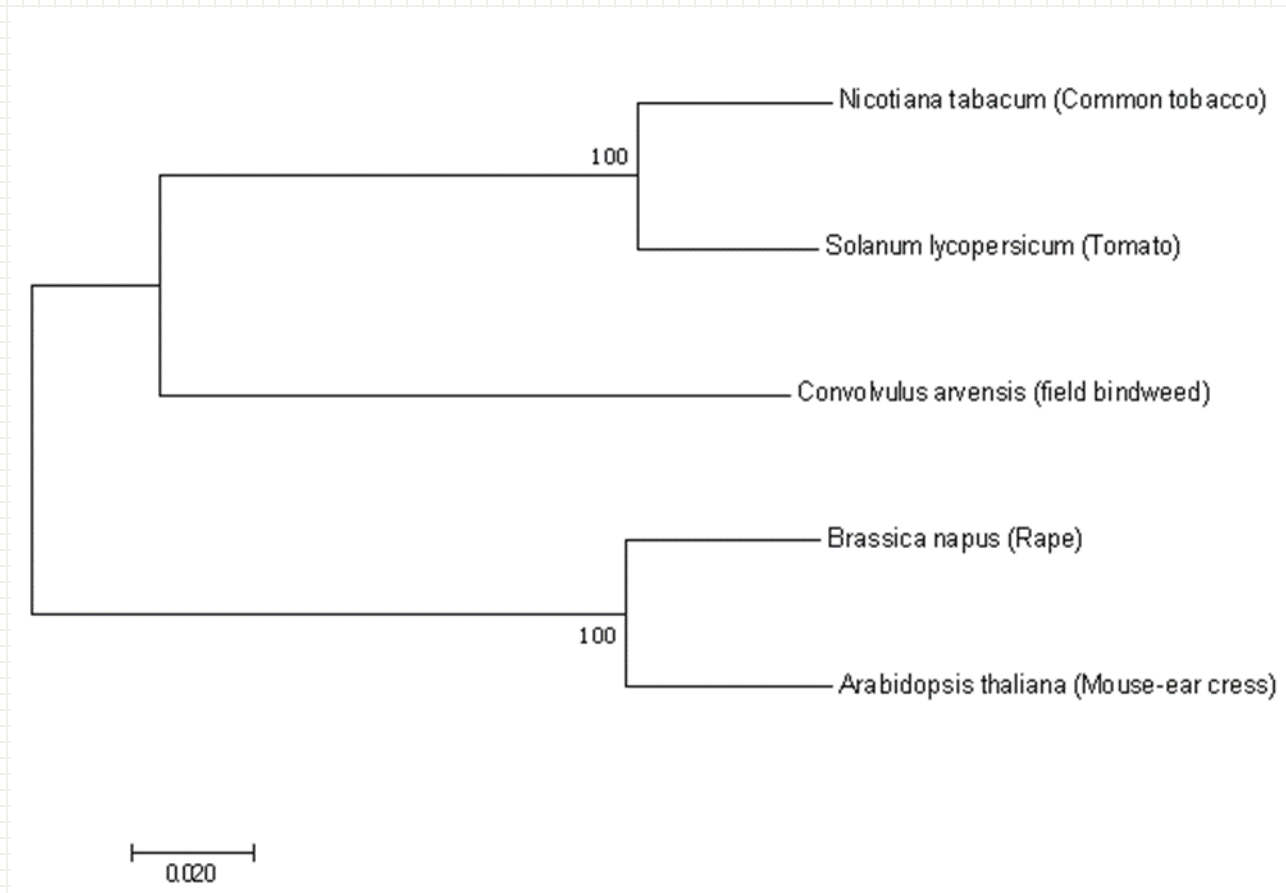 Nicotiana tabacum (Common tobacco)
100
Solanum lycopersicum (Tomato)
Convolvulus arvensis (field bindweed)
Brassica napus (Rape)
100
Arabidopsis thaliana (Mouse-ear cress)
0.020